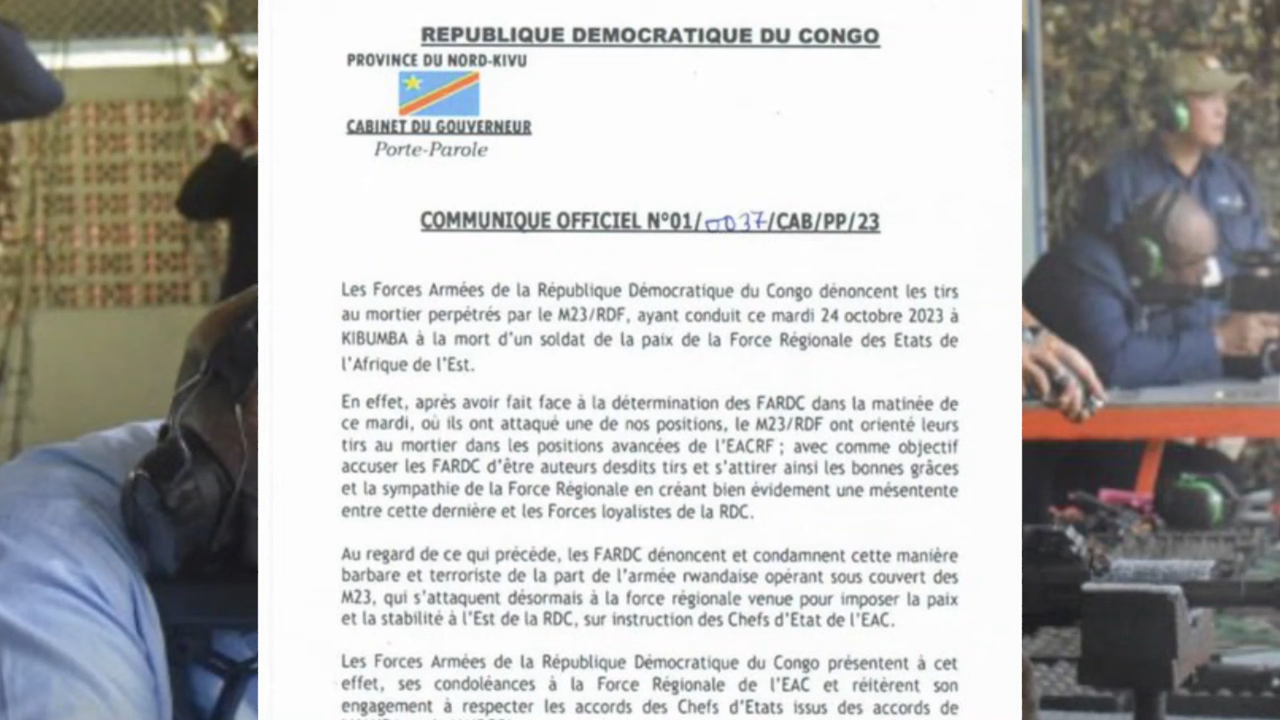 REPUBLIQUE DEMOCRATIQUE DU CONGO
PROVINCE DU NORD-KIVU
CABINET DU GOUVERNEUR
Porte-Parole
COMMUNIQUE OFFICIEL N°01/0037/CAB/PP/23
Les Forces Armées de la République Démocratique du Congo dénoncent les tirs
au mortier perpétrés par le M23/RDF, ayant conduit ce mardi 24 octobre 2023 à
KIBUMBA à la mort d'un soldat de la paix de la Force Régionale des Etats de
l'Afrique de l'Est.
En effet, après avoir fait face à la détermination des FARDC dans la matinée de
ce mardi, où ils ont attaqué une de nos positions, le M23/RDF ont orienté leurs
tirs au mortier dans les positions avancées de l'EACRF ; avec comme objectif
accuser les FARDC d'être auteurs desdits tirs et s'attirer ainsi les bonnes grâces
et la sympathie de la Force Régionale en créant bien évidement une mésentente
entre cette dernière et les Forces loyalistes de la RDC.
Au regard de ce qui précède, les FARDC dénoncent et condamnent cette manière
barbare et terroriste de la part de l'armée rwandaise opérant sous couvert des
M23, qui s'attaquent désormais à la force régionale venue pour imposer la paix
et la stabilité à l'Est de la RDC, sur instruction des Chefs d'Etat de l'EAC.
Les Forces Armées de la République Démocratique du Congo présentent à cet
effet, ses condoléances à la Force Régionale de l'EAC et réitèrent son
engagement à respecter les accords des Chefs d'Etats issus des accords de